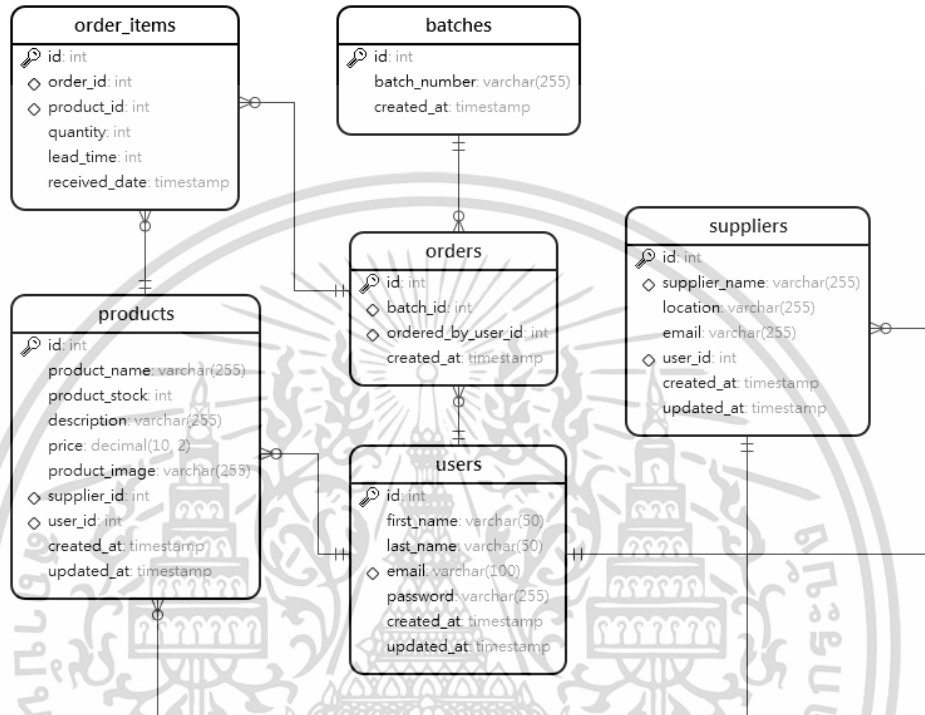 order_items
id: int
order_id: int
product_id: int
quantity: int
lead_time: int
received_date: timestamp
batches
id: int
batch_number: varchar(255)
created_at: timestamp
orders
id: int
batch_id: int
ordered_by_user_id: int
created_at: timestamp
suppliers
id: int
supplier_name: varchar(255)
location: varchar(255)
email: varchar(255)
user_id: int
created_at: timestamp
updated_at: timestamp
products
id: int
product_name: varchar(255)
product_stock: int
description: varchar(255)
price: decimal(10, 2)
product_image: varchar(255)
supplier_id: int
user_id: int
created_at: timestamp
updated_at: timestamp
users
id: int
first_name: varchar(50)
last_name: varchar(50)
email: varchar(100)
password: varchar(255)
created_at: timestamp
updated_at: timestamp